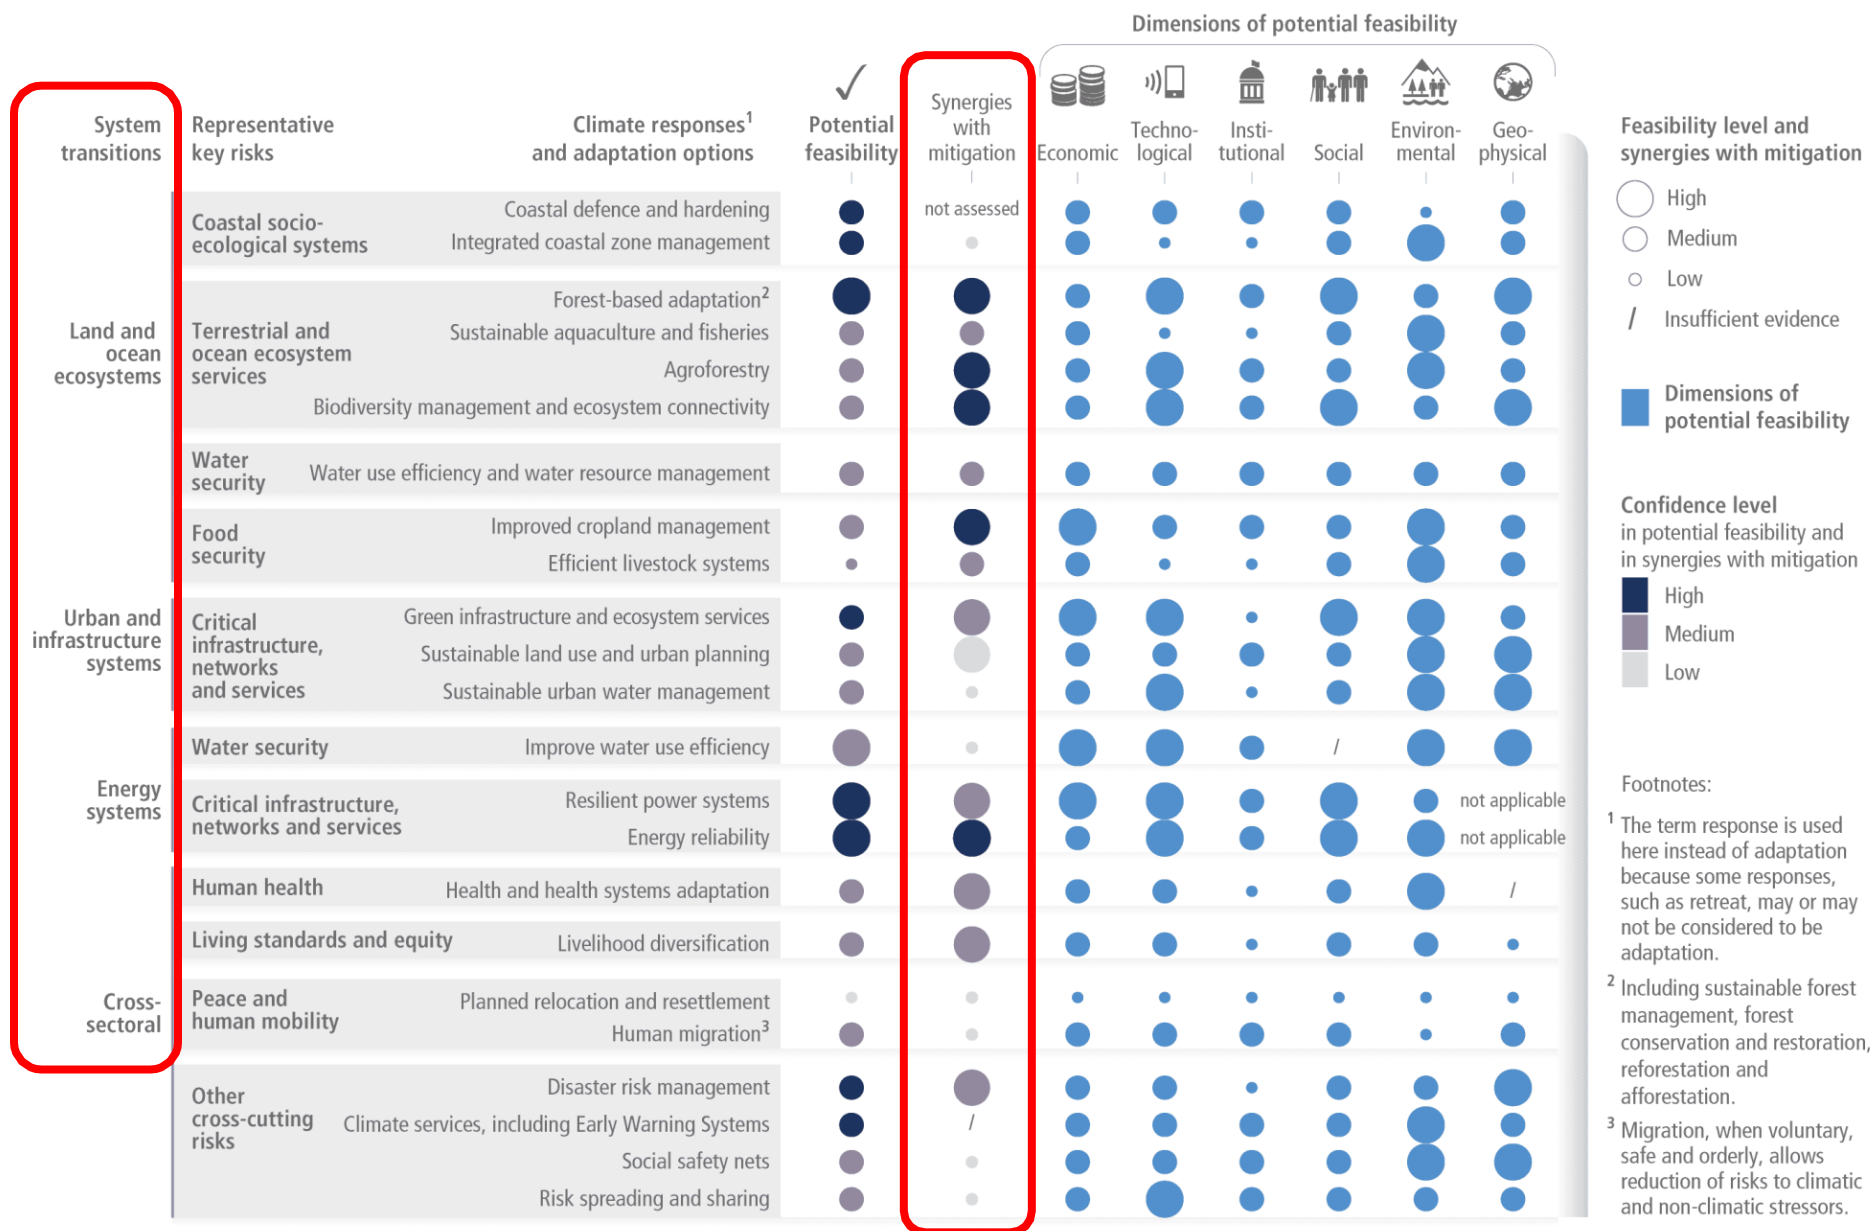 Dimensions of potential feasibility
System
transitions
Representative
key risks
Climate responses1
and adaptation options
Potential
feasibility
Synergies
with
mitigation
Economic
Techno-
logical
Insti-
tutional
Social
Environ-
mental
Geo-
physical
Land and
ocean
ecosystems
Coastal socio-
ecological systems
Coastal defence and hardening
not assessed
Integrated coastal zone management
Terrestrial and
ocean ecosystem
services
Forest-based adaptation2
Sustainable aquaculture and fisheries
Agroforestry
Biodiversity management and ecosystem connectivity
Water
security
Water use efficiency and water resource management
Food
security
Improved cropland management
Efficient livestock systems
Urban and
infrastructure
systems
Critical
infrastructure,
networks
and services
Green infrastructure and ecosystem services
Sustainable land use and urban planning
Sustainable urban water management
Energy
systems
Water security
Improve water use efficiency
/
Critical infrastructure,
networks and services
Resilient power systems
not applicable
Energy reliability
not applicable
Cross-
sectoral
Human health
Health and health systems adaptation
/
Living standards and equity
Livelihood diversification
Peace and
human mobility
Planned relocation and resettlement
Human migration3
Other
cross-cutting
risks
Disaster risk management
Climate services, including Early Warning Systems
/
Social safety nets
Risk spreading and sharing
Feasibility level and
synergies with mitigation
High
Medium
Low
/ Insufficient evidence
Dimensions of
potential feasibility
Confidence level
in potential feasibility and
in synergies with mitigation
High
Medium
Low
Footnotes:
1 The term response is used
here instead of adaptation
because some responses,
such as retreat, may or may
not be considered to be
adaptation.
2 Including sustainable forest
management, forest
conservation and restoration,
reforestation and
afforestation.
3 Migration, when voluntary,
safe and orderly, allows
reduction of risks to climatic
and non-climatic stressors.